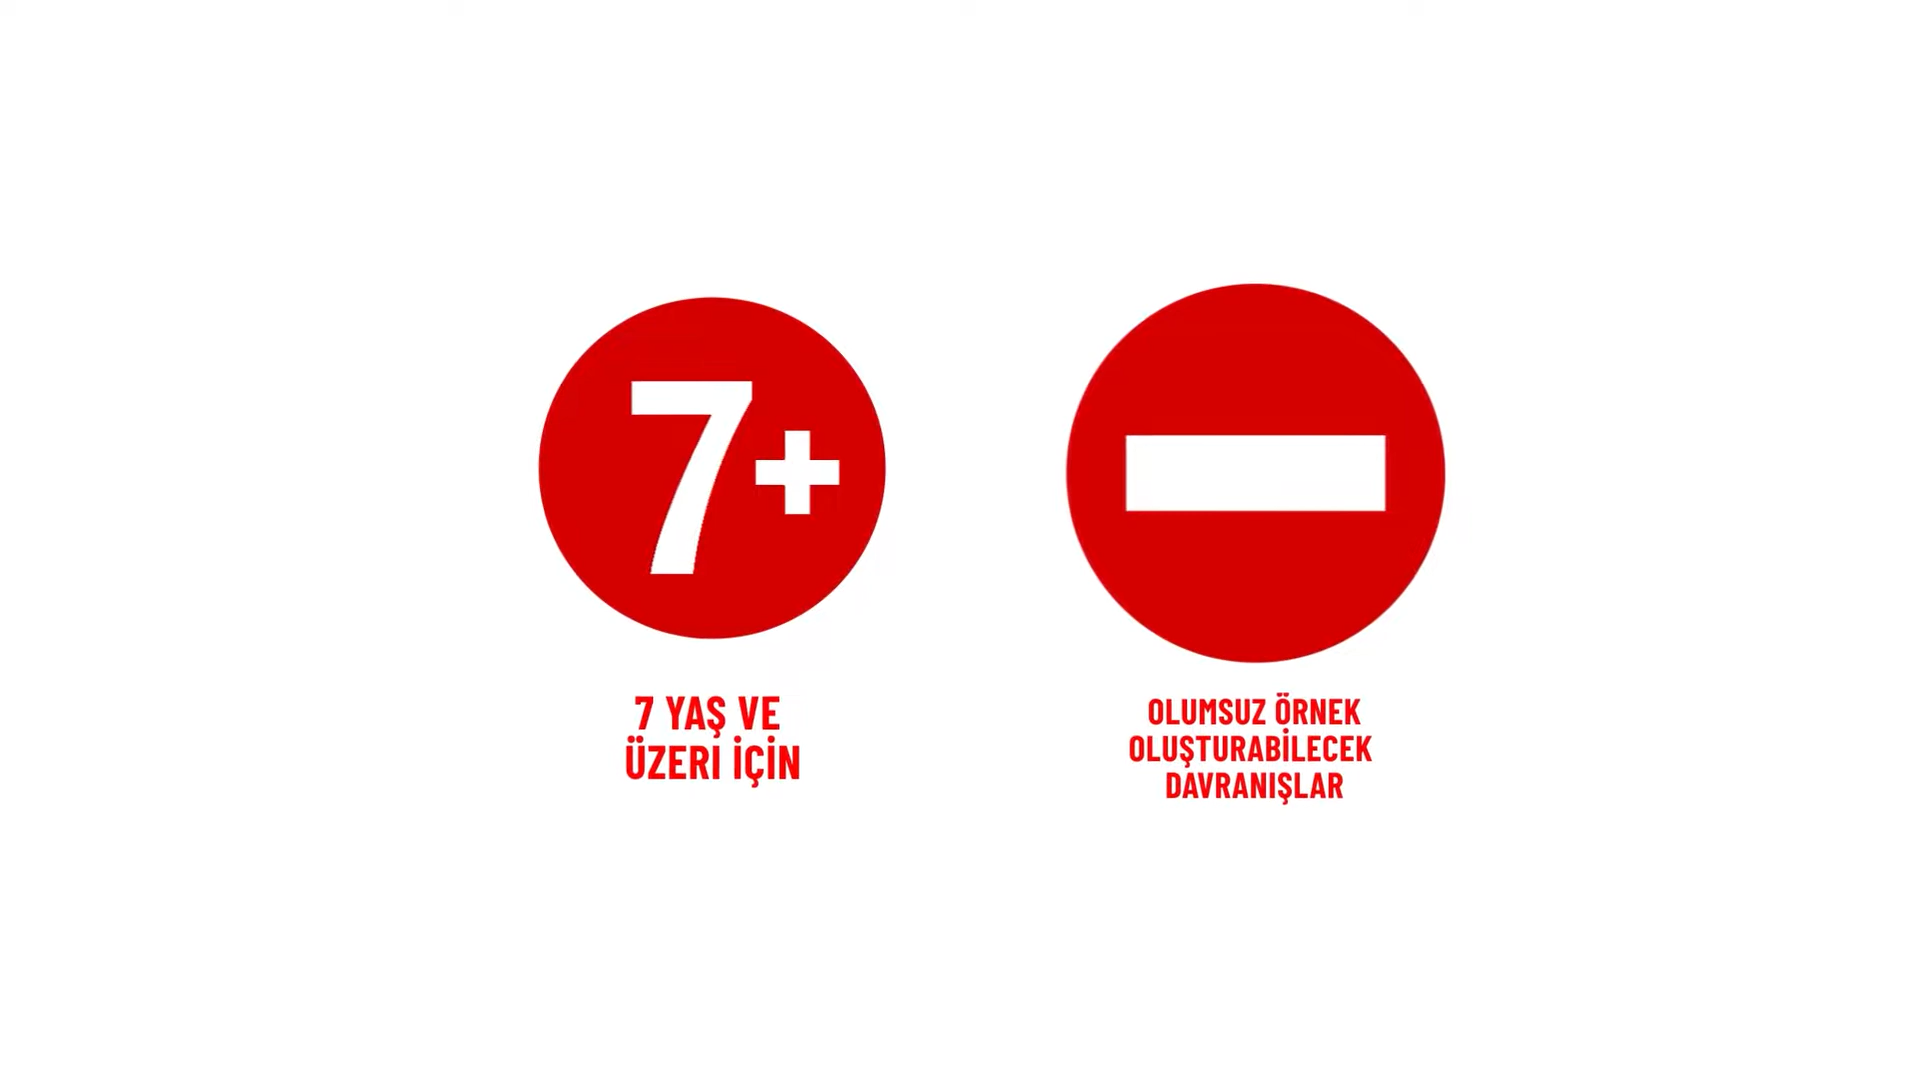 7+
7 YAŞ VE
ÜZERI İÇİN
OLUMSUZ ÖRNEK
OLUŞTURABİLECEK
DAVRANIŞLAR